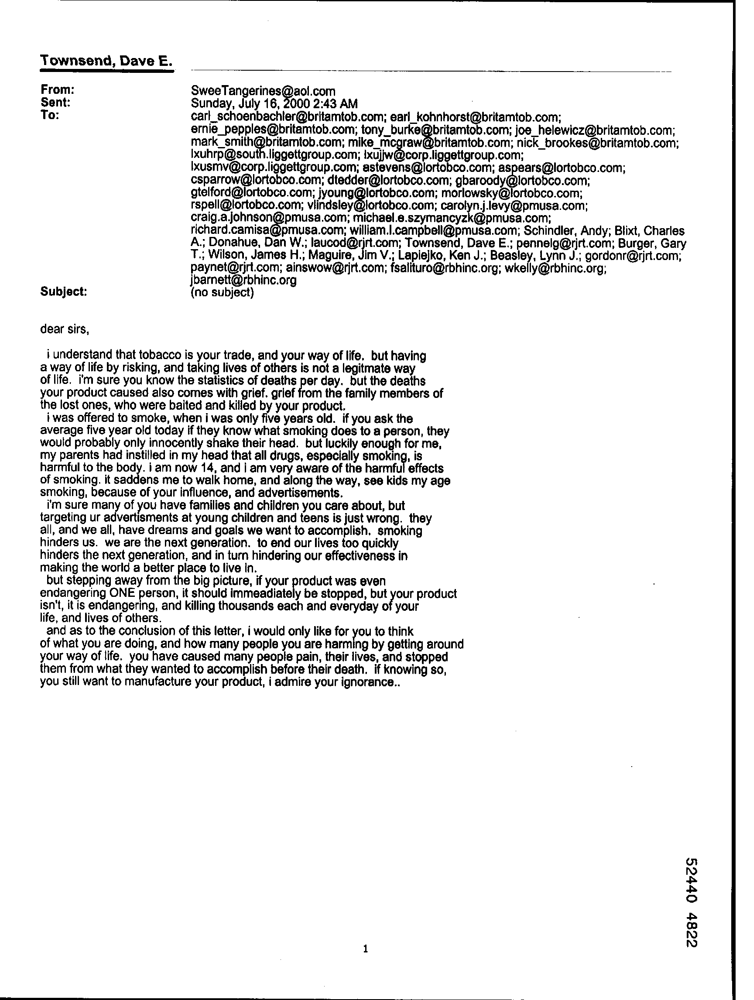 Townsend, Dave E.
From: SweeTangerines@aol.com
Sent: Sunday, July 16, 2000 2:43 AM
To: carl_schoenbachler@britamtob.com; earl_kohnhorst@britamtob.com;
ernie_pepples@britamtob.com; tony_burke@britamtob.com; joe_helewicz@britamtob.com;
mark_smith@britamtob.com; mike_mcgraw@britamtob.com; nick_brookes@britamtob.com;
lxuhrp@south.liggettgroup.com; lxujjw@corp.liggettgroup.com;
lxusmv@corp.liggettgroup.com; astevens@lortobco.com; aspears@lortobco.com;
csparrow@lortobco.com; dtedder@lortobco.com; gbaroody@lortobco.com;
gtelford@lortobco.com; jyoung@lortobco.com; morlowsky@lortobco.com;
rspell@lortobco.com; vlindsley@lortobco.com; carolyn.j.levy@pmusa.com;
craig.a.johnson@pmusa.com; michael.e.szymancyzk@pmusa.com;
richard.camisa@pmusa.com; william.l.campbell@pmusa.com; Schindler, Andy; Blixt, Charles
A.; Donahue, Dan W.; laucod@rjrt.com; Townsend, Dave E.; pennelg@rjrt.com; Burger, Gary
T.; Wilson, James H.; Maguire, Jim V.; Lapiejko, Ken J.; Beasley, Lynn J.; gordonr@rjrt.com;
paynet@rjrt.com; ainswow@rjrt.com; fsalituro@rbhinc.org; wkelly@rbhinc.org;
jbarnett@rbhinc.org
Subject: (no subject)
dear sirs,
i understand that tobacco is your trade, and your way of life. but having
a way of life by risking, and taking lives of others is not a legitmate way
of life. i'm sure you know the statistics of deaths per day. but the deaths
your product caused also comes with grief. grief from the family members of
the lost ones, who were baited and killed by your product.
i was offered to smoke, when i was only five years old. if you ask the
average five year old today if they know what smoking does to a person, they
would probably only innocently shake their head. but luckily enough for me,
my parents had instilled in my head that all drugs, especially smoking, is
harmful to the body. i am now 14, and i am very aware of the harmful effects
of smoking. it saddens me to walk home, and along the way, see kids my age
smoking, because of your influence, and advertisements.
i'm sure many of you have families and children you care about, but
targeting ur advertisments at young children and teens is just wrong. they
all, and we all, have dreams and goals we want to accomplish. smoking
hinders us. we are the next generation. to end our lives too quickly
hinders the next generation, and in turn hindering our effectiveness in
making the world a better place to live in.
but stepping away from the big picture, if your product was even
endangering ONE person, it should immeadiately be stopped, but your product
isn't, it is endangering, and killing thousands each and everyday of your
life, and lives of others.
and as to the conclusion of this letter, i would only like for you to think
of what you are doing, and how many people you are harming by getting around
your way of life. you have caused many people pain, their lives, and stopped
them from what they wanted to accomplish before their death. if knowing so,
you still want to manufacture your product, i admire your ignorance..
52440 4822
1